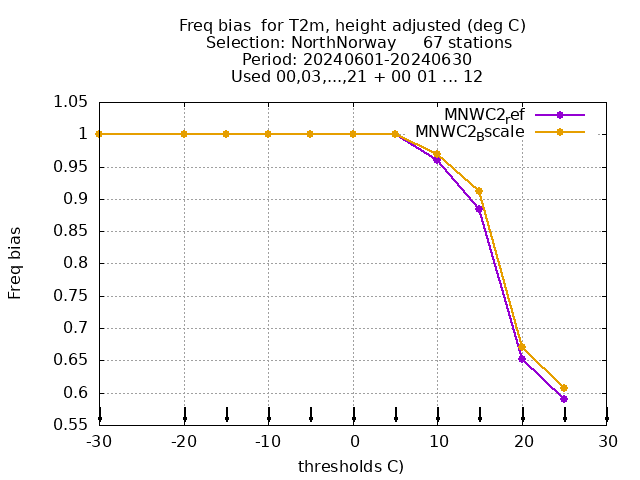 Freq bias  for T2m, height adjusted (deg C)
Selection: NorthNorway     67 stations
Period: 20240601-20240630
Used 00,03,...,21 + 00 01 ... 12
MNWC2_ref
MNWC2_Bscale
1.05
1
0.95
0.9
0.85
0.8
0.75
0.7
0.65
0.6
0.55
Freq bias
-30
-20
-10
0
10
20
30
thresholds C)